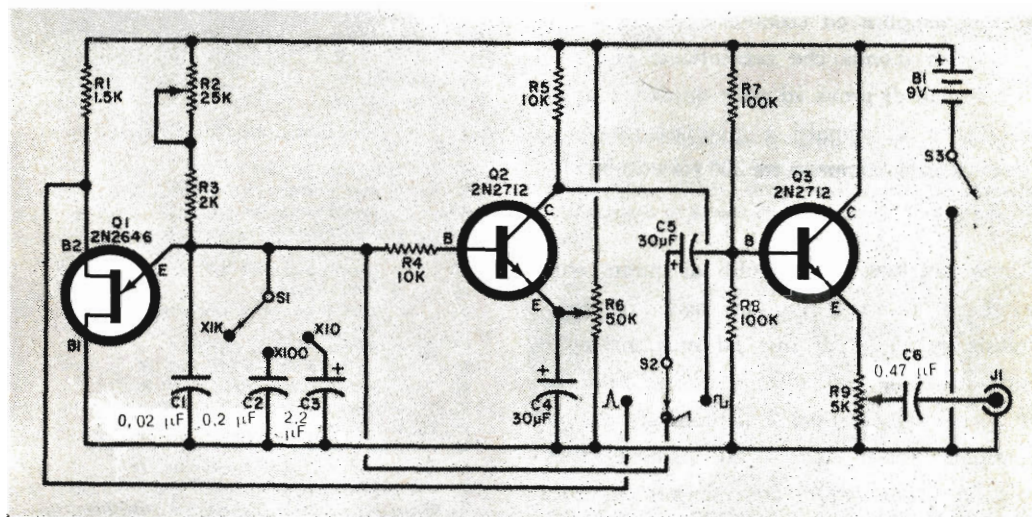 R1
1.5K
R2
25K
R3
2K
Q1
2N2646
B2
E
B1
S1
X1K
X100
X10
+
C1
0,02 µF
C2
0,2 µF
C3
2,2
µF
R4
10K
R5
10K
Q2
2N2712
B
C
E
R6
50K
+
C4
30µF
C5
30µF
+
S2
R7
100K
R8
100K
Q3
2N2712
B
C
E
R9
5K
C6
0,47 µF
J1
+
B1
9V
S3